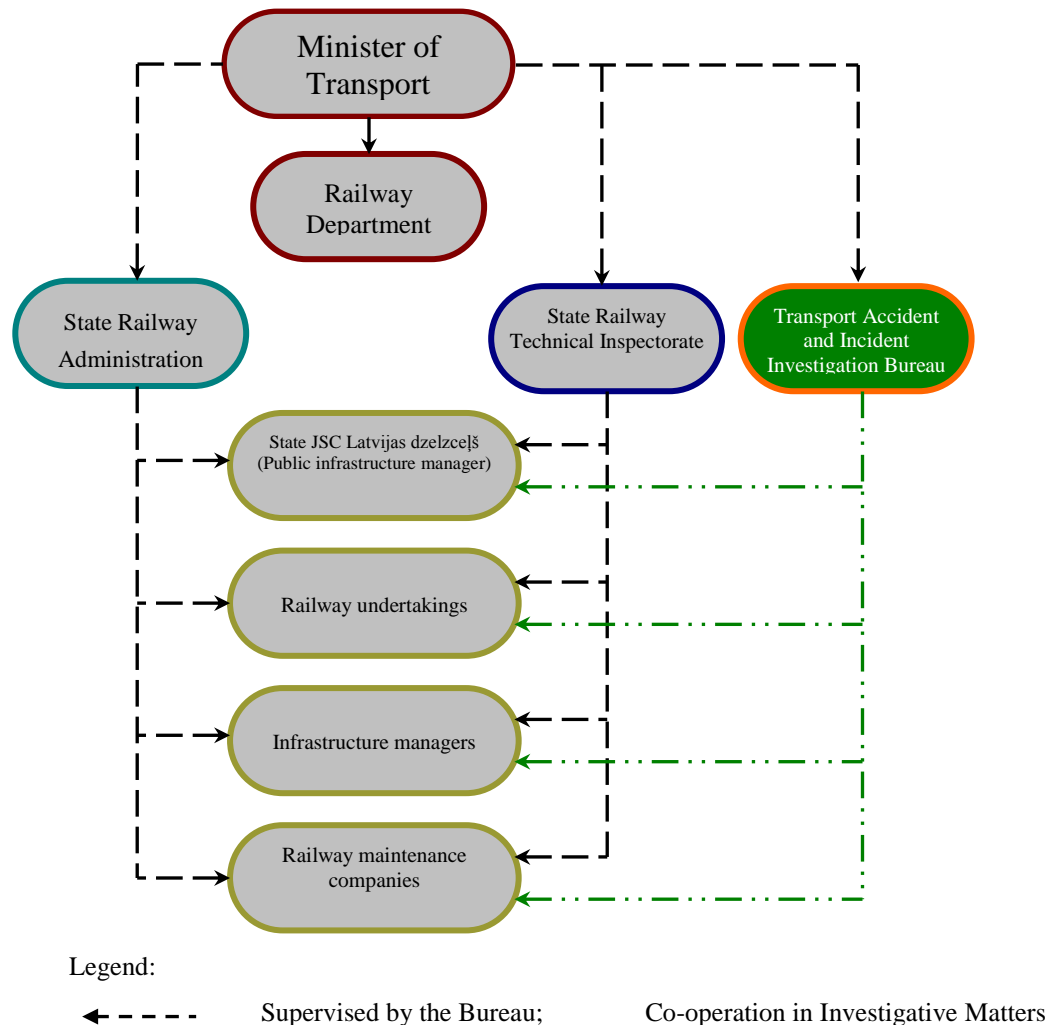 Minister of
Transport
Railway
Department
State Railway
Administration
State Railway
Technical Inspectorate
Transport Accident
and Incident
Investigation Bureau
State JSC Latvijas dzelzceļš
(Public infrastructure manager)
Railway undertakings
Infrastructure managers
Railway maintenance
companies
Legend:
Supervised by the Bureau; Co-operation in Investigative Matters